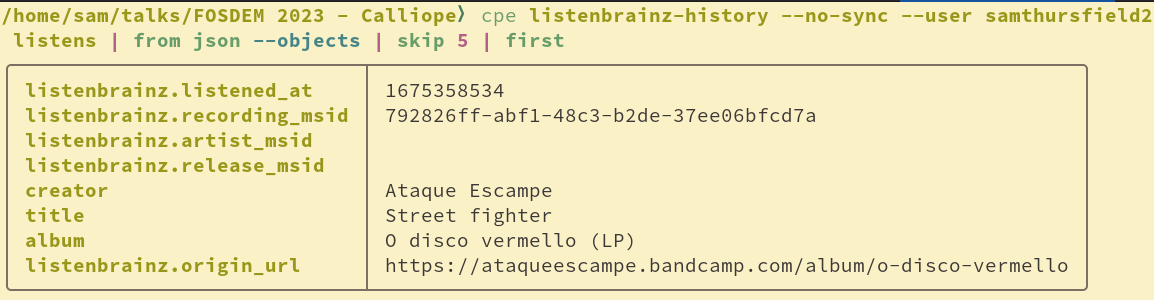 /home/sam/talks/FOSDEM 2023 - Calliope⟩ cpe listenbrainz-history --no-sync --user samthursfield2
listens | from json --objects | skip 5 | first
listenbrainz.listened_at 1675358534
listenbrainz.recording_msid 792826ff-abf1-48c3-b2de-37ee06bfcd7a
listenbrainz.artist_msid
listenbrainz.release_msid
creator Ataque Escampe
title Street fighter
album O disco vermello (LP)
listenbrainz.origin_url https://ataqueescampe.bandcamp.com/album/o-disco-vermello